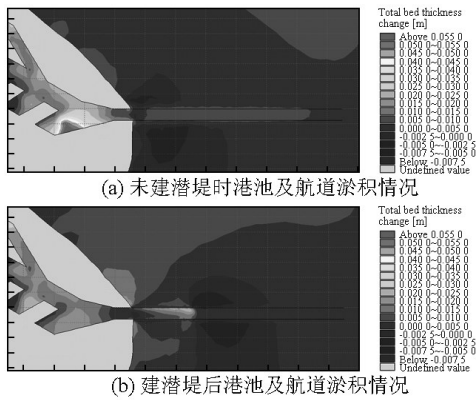 Total bed thickness
change [m]
Above 0.055 0
0.050 0~0.055 0
0.045 0~0.050 0
0.040 0~0.045 0
0.035 0~0.040 0
0.030 0~0.035 0
0.025 0~0.030 0
0.020 0~0.025 0
0.015 0~0.020 0
0.010 0~0.015 0
0.005 0~0.010 0
0.000 0~0.005 0
-0.002 5~0.000 0
-0.005 0~-0.002 5
-0.007 5~-0.005 0
Below -0.007 5
Undefined value
(a) 未建潜堤时港池及航道淤积情况
Total bed thickness
change [m]
Above 0.055 0
0.050 0~0.055 0
0.045 0~0.050 0
0.040 0~0.045 0
0.035 0~0.040 0
0.030 0~0.035 0
0.025 0~0.030 0
0.020 0~0.025 0
0.015 0~0.020 0
0.010 0~0.015 0
0.005 0~0.010 0
0.000 0~0.005 0
-0.002 5~0.000 0
-0.005 0~-0.002 5
-0.007 5~-0.005 0
Below -0.007 5
Undefined value
(b) 建潜堤后港池及航道淤积情况